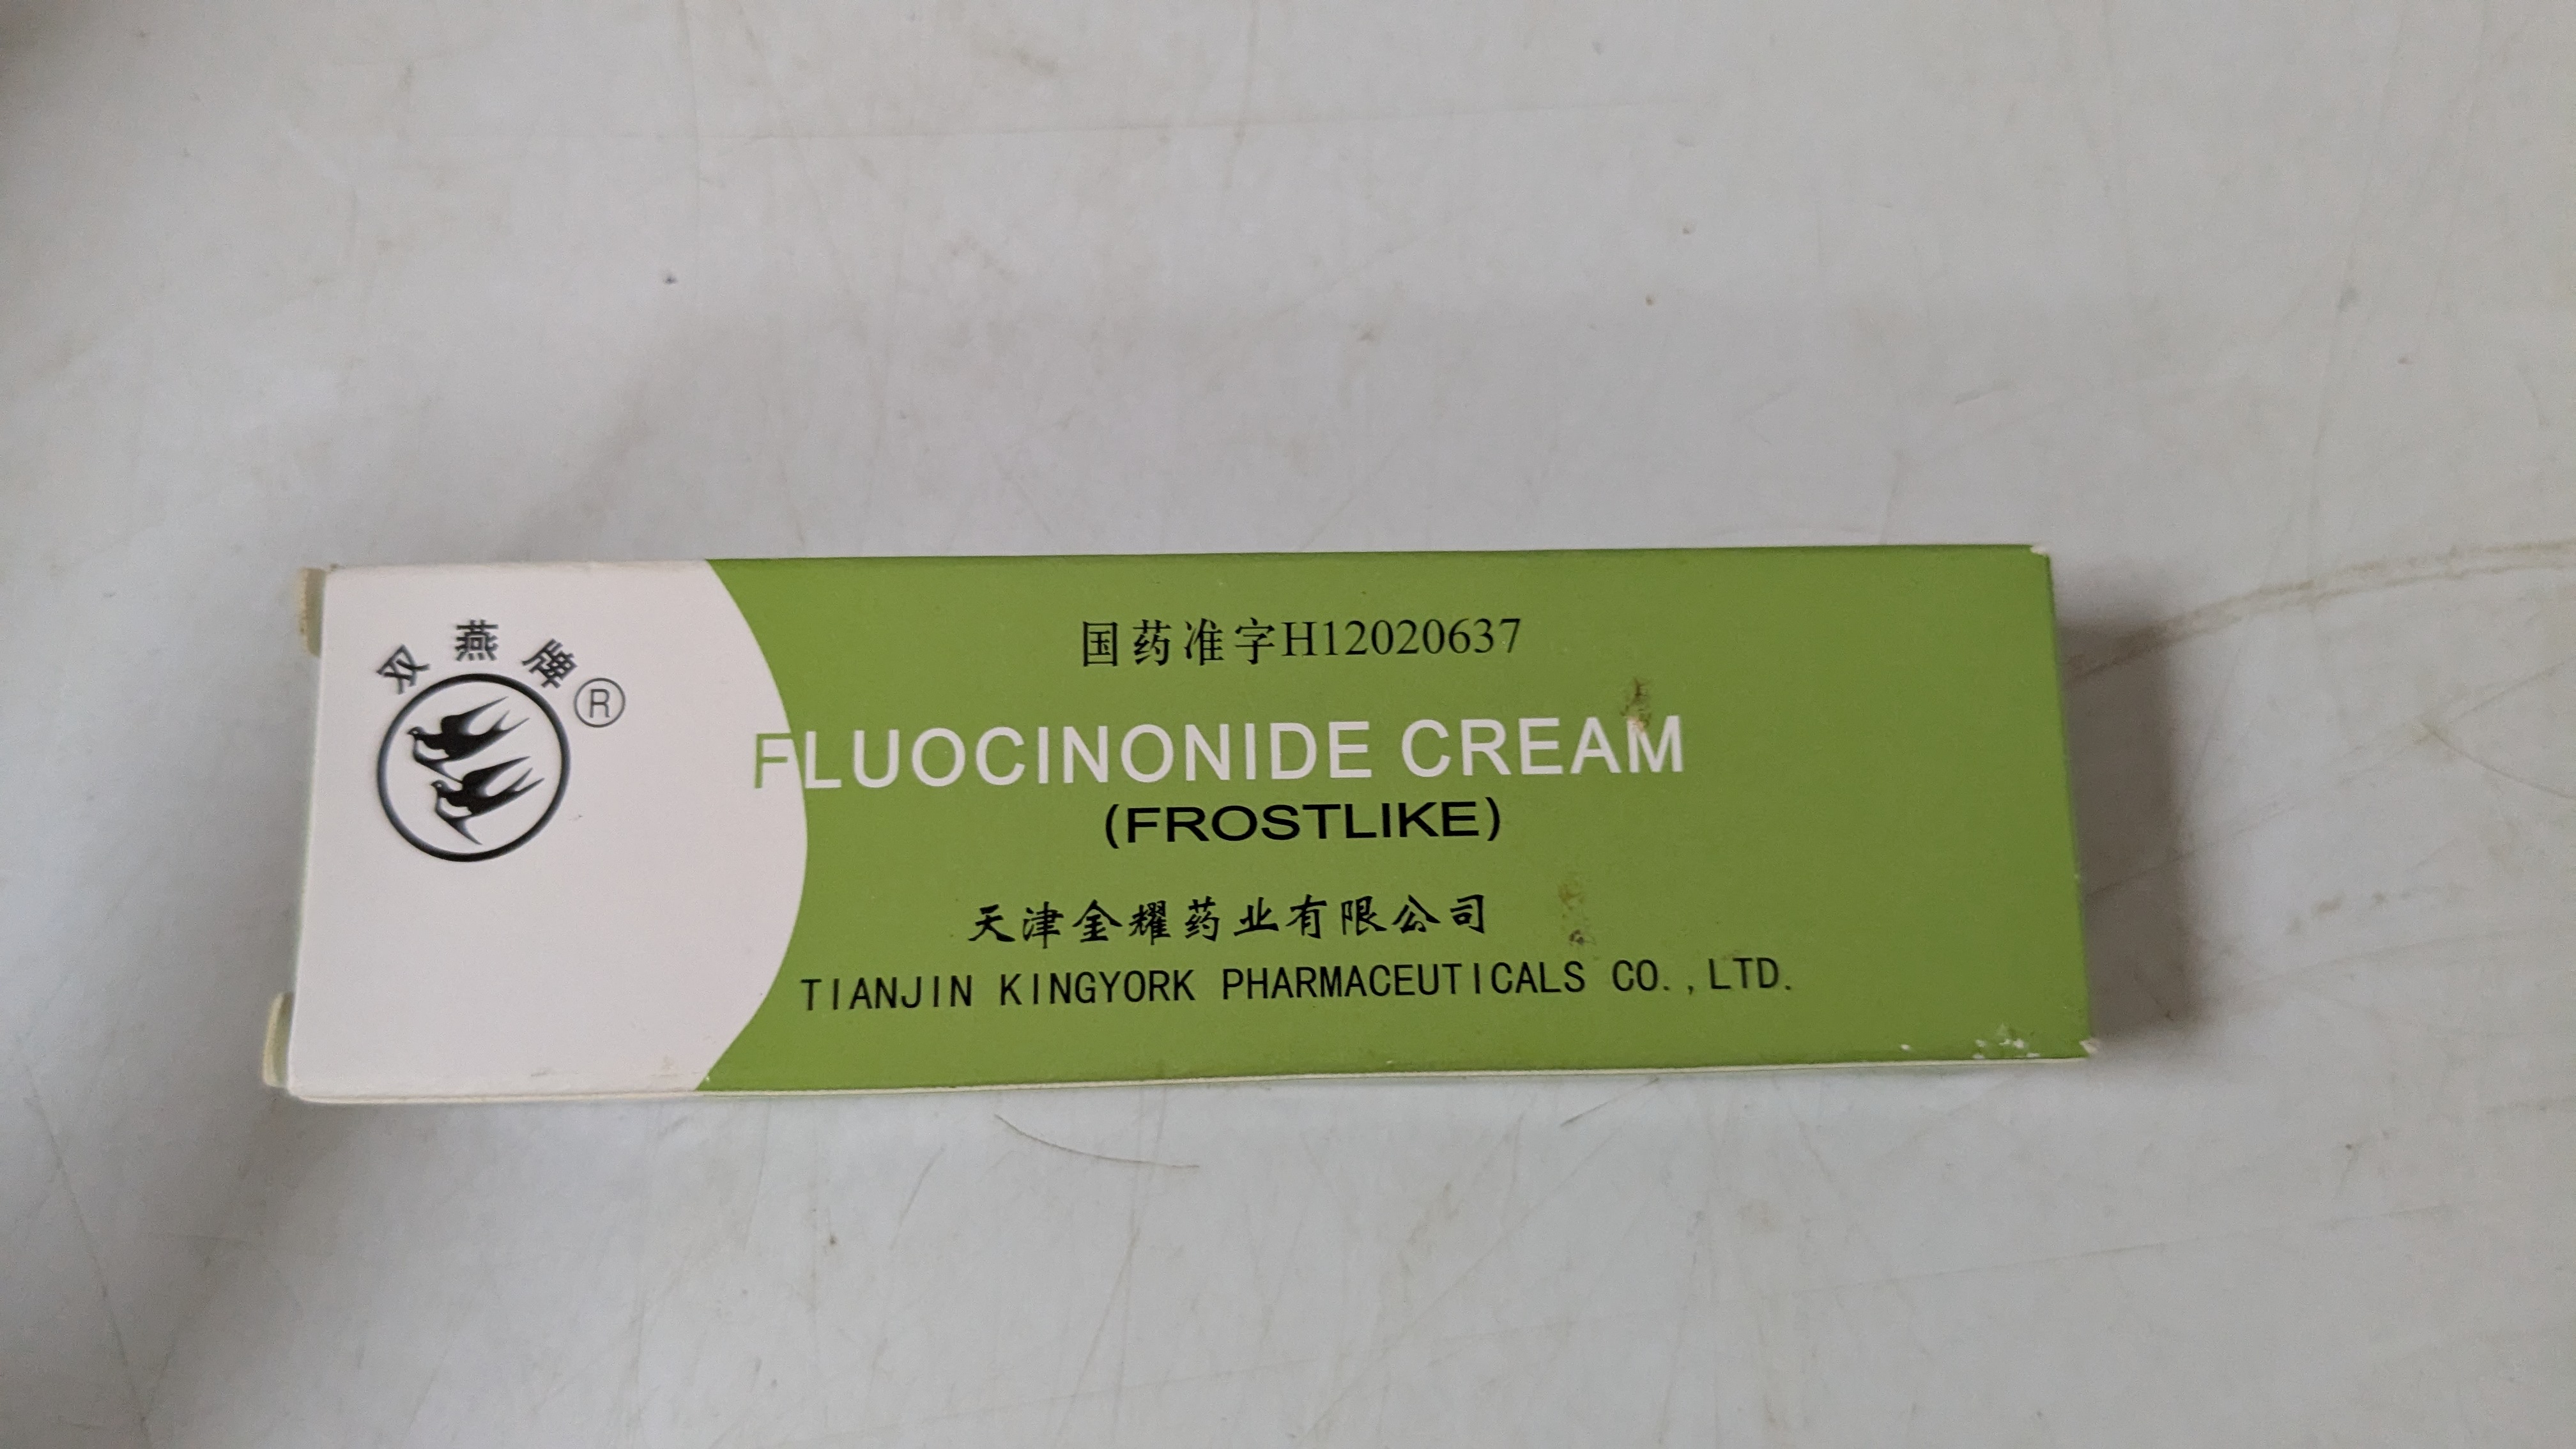 双燕牌®
国药准字H12020637
FLUOCINONIDE CREAM
(FROSTLIKE)
天津金耀药业有限公司
TIANJIN KINGYORK PHARMACEUTICALS CO.,LTD.